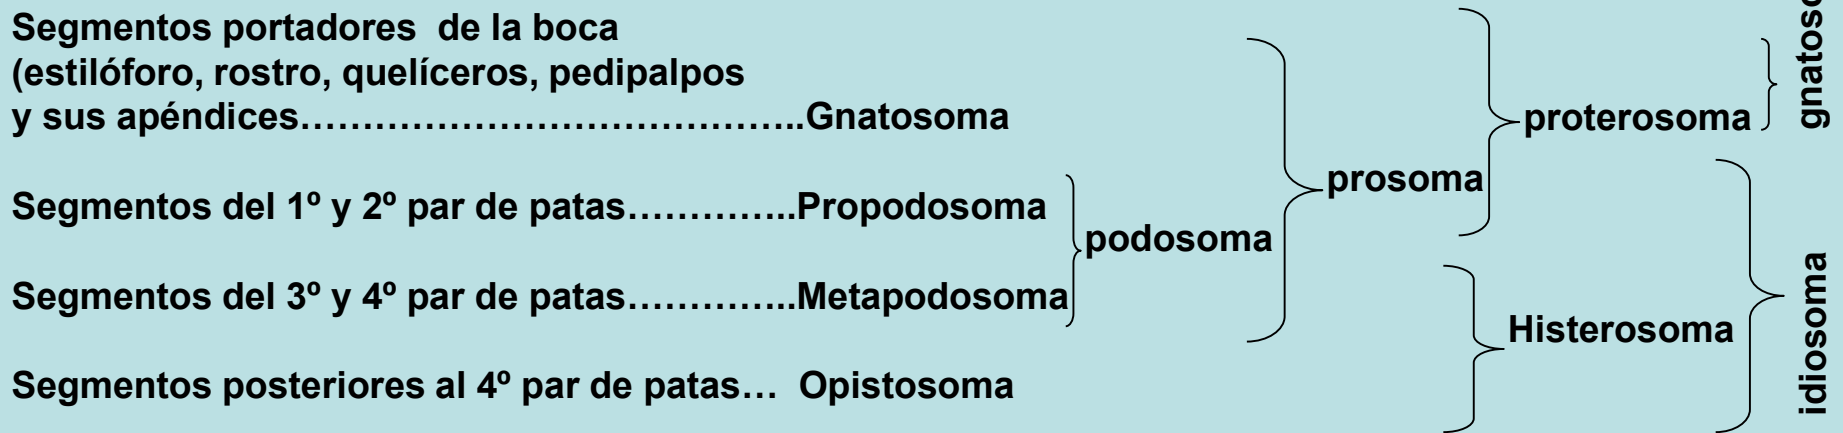 Segmentos portadores de la boca
(estilóforo, rostro, quelíceros, pedipalpos
y sus apéndices…………………………………..Gnatosoma
Segmentos del 1º y 2º par de patas…………..Propodosoma
Segmentos del 3º y 4º par de patas…………..Metapodosoma
Segmentos posteriores al 4º par de patas… Opistosoma
podosoma
prosoma
proterosoma
Histerosoma
idiosoma